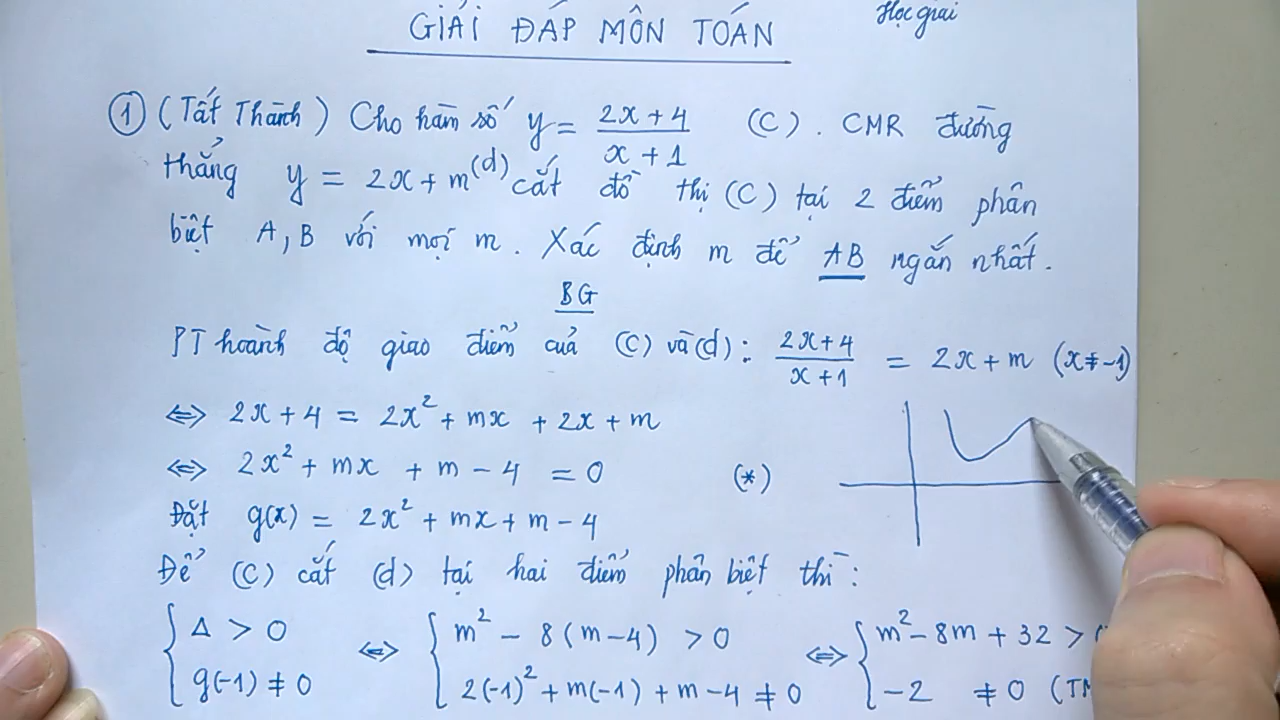 Học giải
GIẢI ĐÁP MÔN TOÁN
① (Tất Thành) Cho hàm số y = (2x+4)/(x+1) (C). CMR đường
thẳng y = 2x+m (d) cắt đồ thị (C) tại 2 điểm phân
biệt A, B với mọi m. Xác định m để AB ngắn nhất.
BG
PT hoành độ giao điểm của (C) và (d): (2x+4)/(x+1) = 2x+m (x≠-1)
⇔ 2x+4 = 2x² + mx + 2x + m
⇔ 2x² + mx + m - 4 = 0 (*)
Đặt g(x) = 2x² + mx + m - 4
Để (C) cắt (d) tại hai điểm phân biệt thì:
{ Δ > 0 ⇔ { m² - 8(m-4) > 0 ⇔ { m² - 8m + 32 >
g(-1) ≠ 0 2(-1)² + m(-1) + m - 4 ≠ 0 -2 ≠ 0 (TM